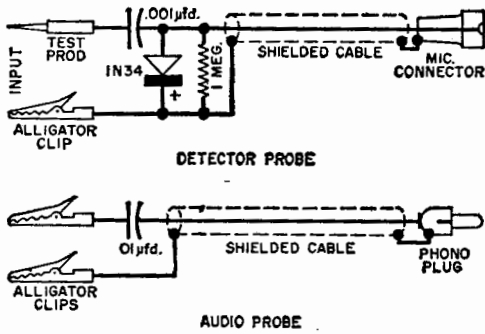 .001µfd.
INPUT
TEST
PROD
1N34
+
1 MEG.
SHIELDED CABLE
MIC.
CONNECTOR
ALLIGATOR
CLIP
DETECTOR PROBE
01µfd.
SHIELDED CABLE
PHONO
PLUG
ALLIGATOR
CLIPS
AUDIO PROBE